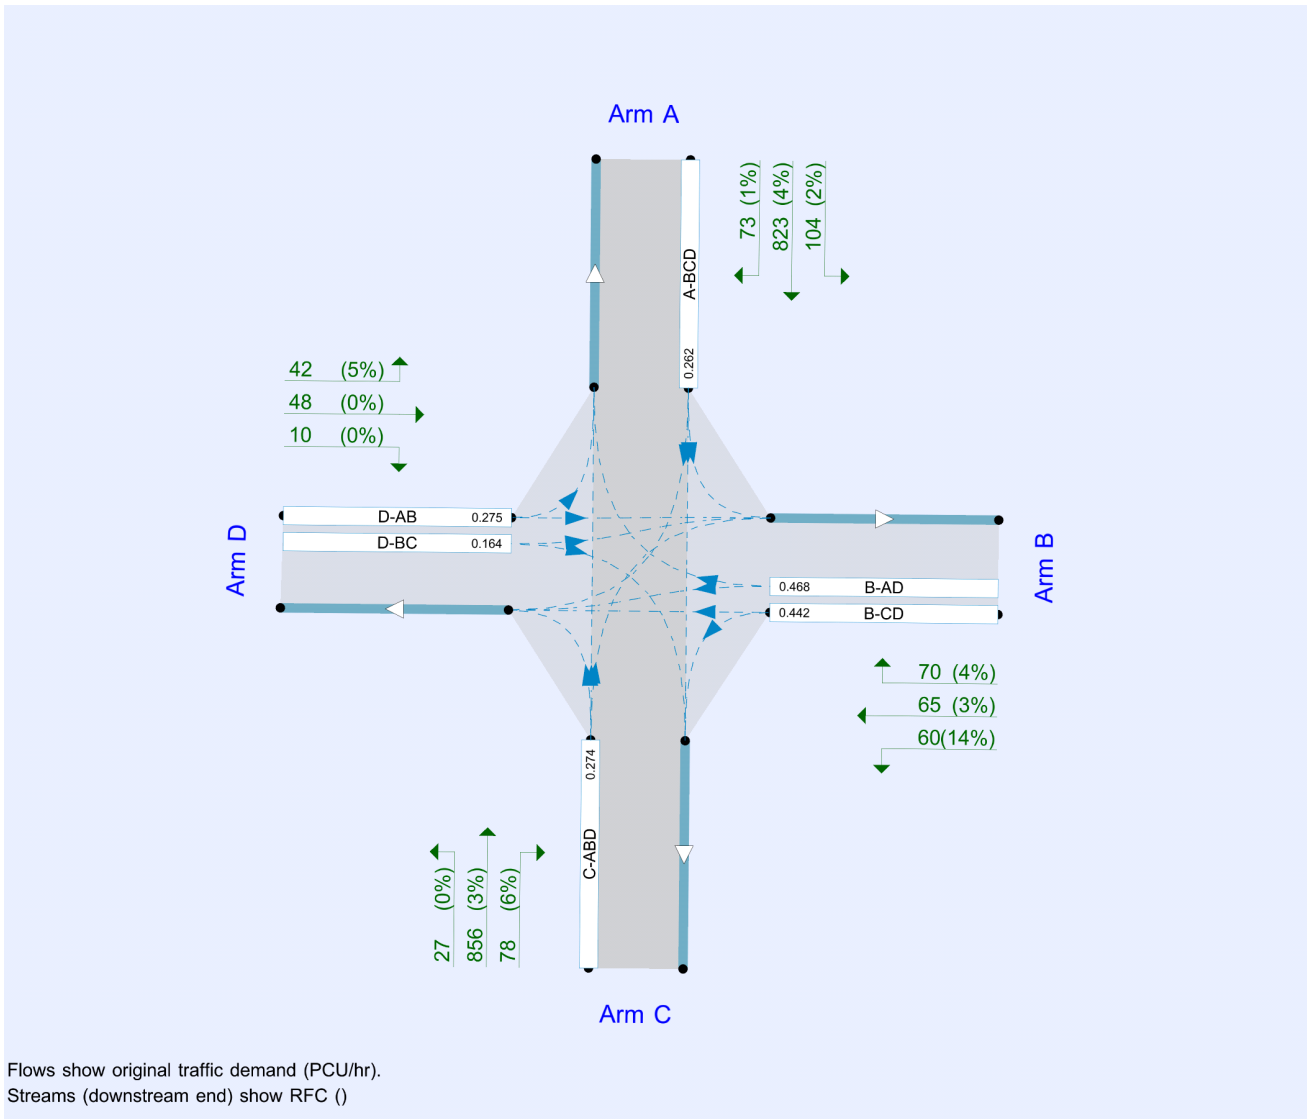 Arm A
73 (1%)
823 (4%)
104 (2%)
A-BCD
0.262
42 (5%)
48 (0%)
10 (0%)
Arm D
D-AB 0.275
D-BC 0.164
Arm B
0.468 B-AD
0.442 B-CD
70 (4%)
65 (3%)
60(14%)
0.274
C-ABD
27 (0%)
856 (3%)
78 (6%)
Arm C
Flows show original traffic demand (PCU/hr).
Streams (downstream end) show RFC ()